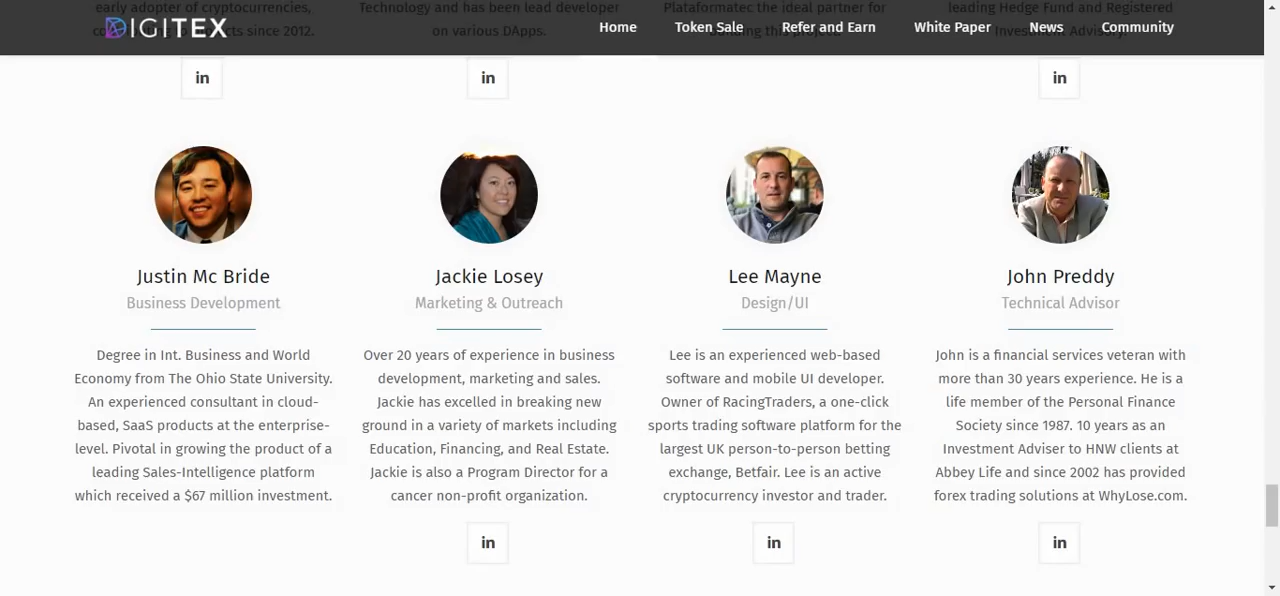 early adopter of cryptocurrencies,
Technology and has been lead developer
Plataformatec the ideal partner for
leading Hedge Fund and Registered
DIGITEX
Home
Token Sale
Refer and Earn
White Paper
News
Community
projects since 2012.
on various DApps.
building this project.
Investment Advisory.
in
in
in
Justin Mc Bride
Business Development
Degree in Int. Business and World
Economy from The Ohio State University.
An experienced consultant in cloud-
based, SaaS products at the enterprise-
level. Pivotal in growing the product of a
leading Sales-Intelligence platform
which received a $67 million investment.
Jackie Losey
Marketing & Outreach
Over 20 years of experience in business
development, marketing and sales.
Jackie has excelled in breaking new
ground in a variety of markets including
Education, Financing, and Real Estate.
Jackie is also a Program Director for a
cancer non-profit organization.
in
Lee Mayne
Design/UI
Lee is an experienced web-based
software and mobile UI developer.
Owner of RacingTraders, a one-click
sports trading software platform for the
largest UK person-to-person betting
exchange, Betfair. Lee is an active
cryptocurrency investor and trader.
in
John Preddy
Technical Advisor
John is a financial services veteran with
more than 30 years experience. He is a
life member of the Personal Finance
Society since 1987. 10 years as an
Investment Adviser to HNW clients at
Abbey Life and since 2002 has provided
forex trading solutions at WhyLose.com.
in